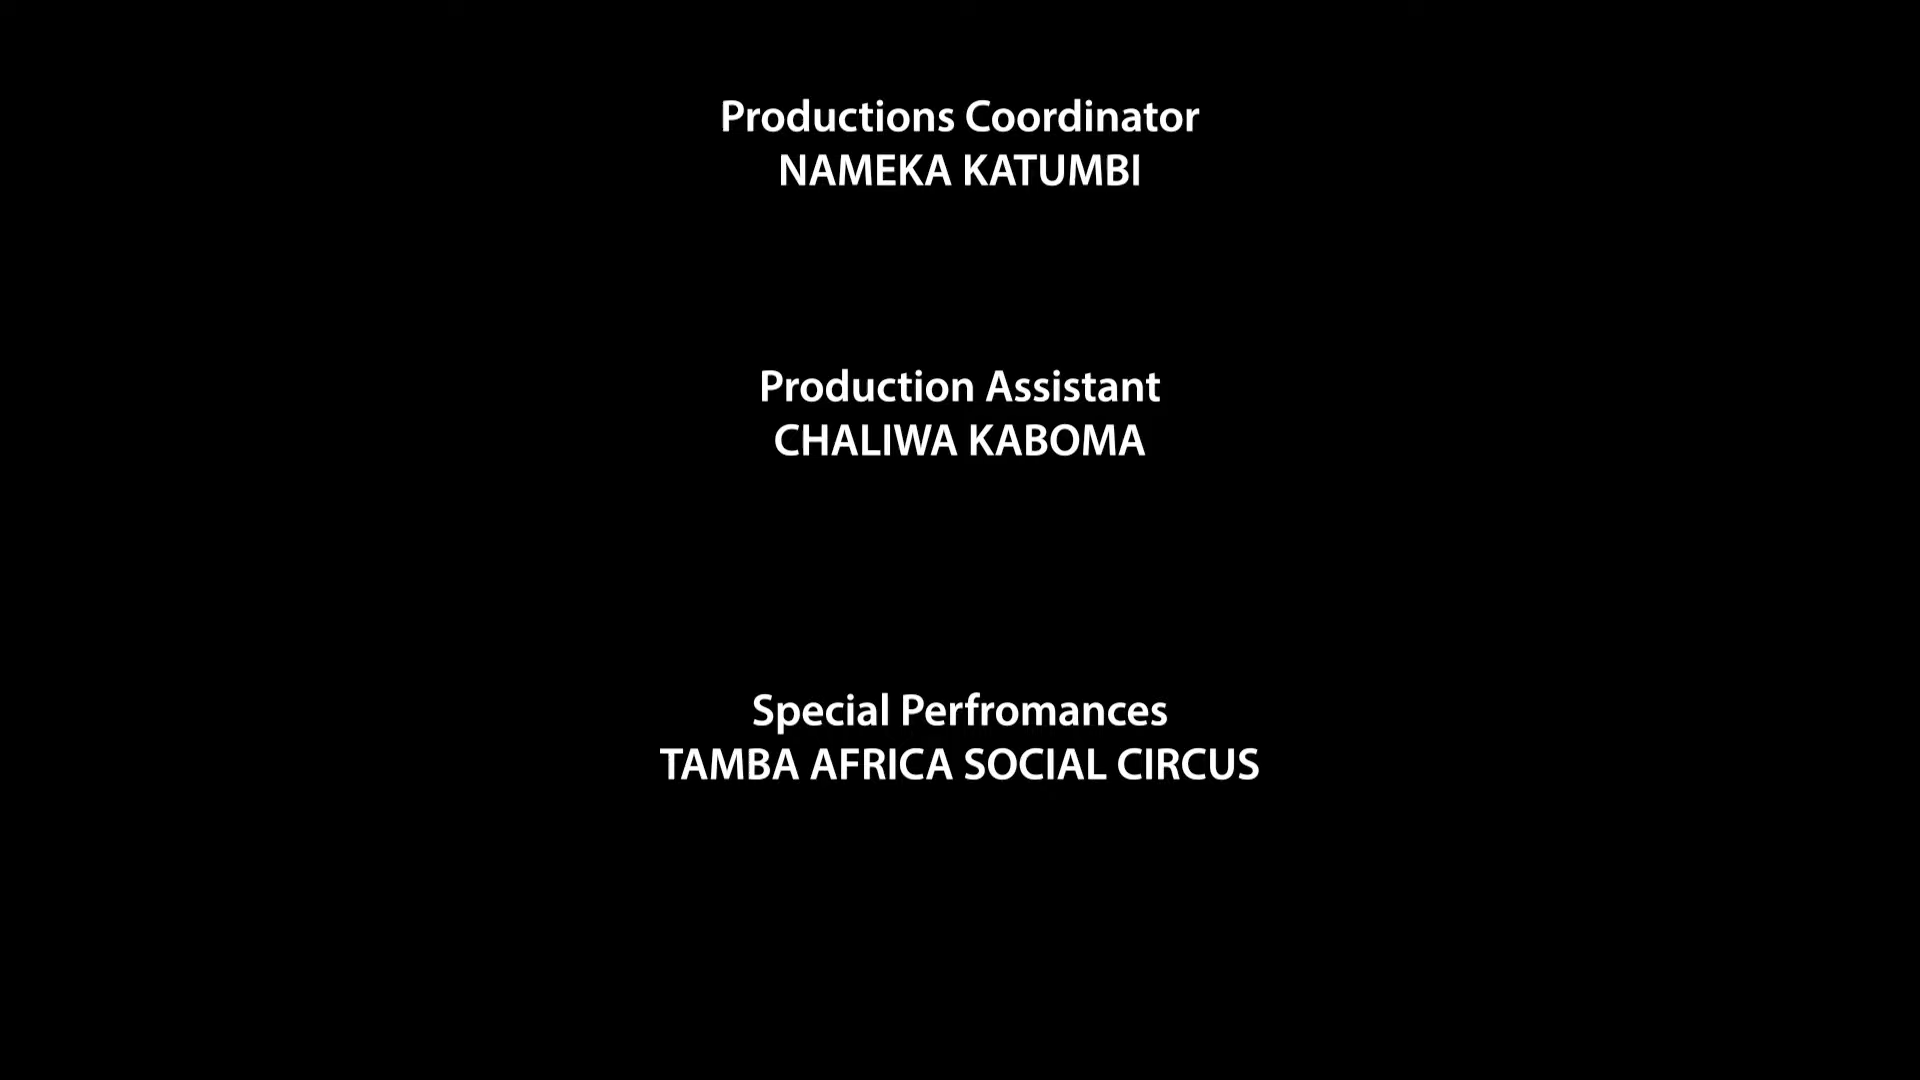 Productions Coordinator
NAMEKA KATUMBI
Production Assistant
CHALIWA KABOMA
Special Perfromances
TAMBA AFRICA SOCIAL CIRCUS